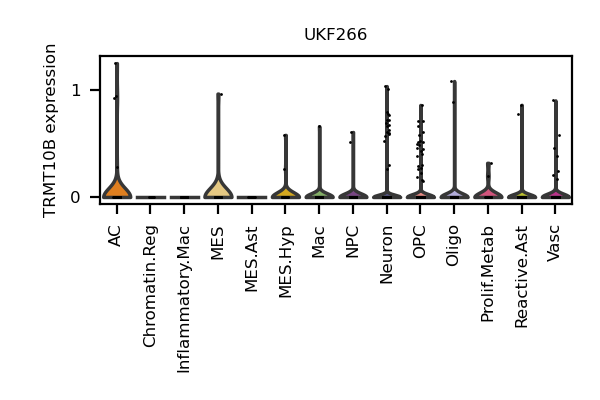 UKF266
TRMT10B expression
1
0
AC
Chromatin.Reg
Inflammatory.Mac
MES
MES.Ast
MES.Hyp
Mac
NPC
Neuron
OPC
Oligo
Prolif.Metab
Reactive.Ast
Vasc